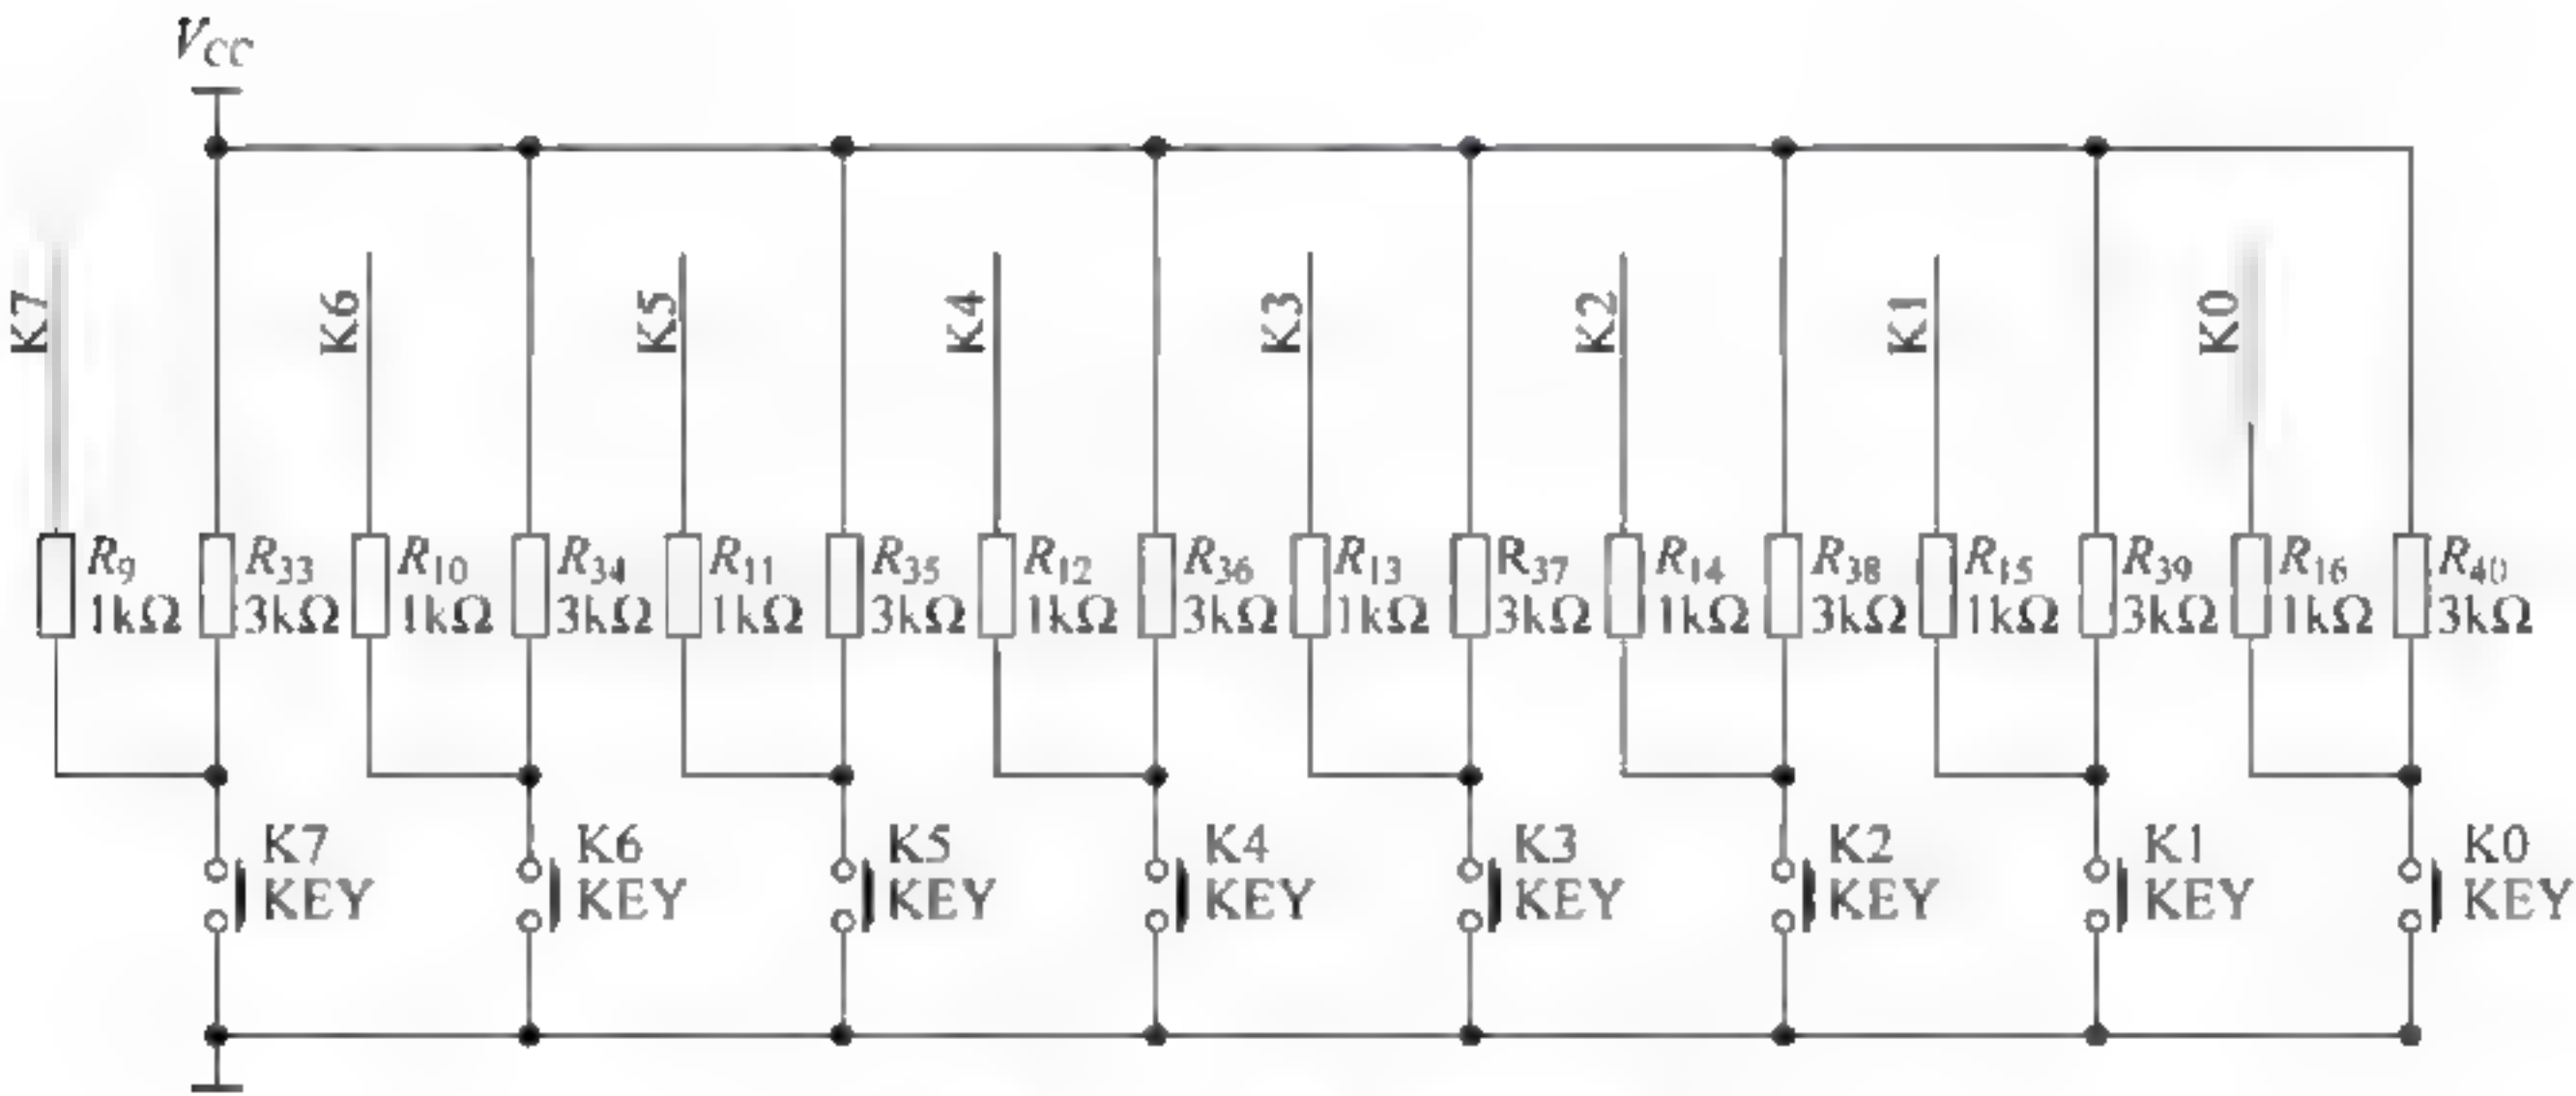 V_CC
K7
K6
K5
K4
K3
K2
K1
K0
R9
1kΩ
R33
3kΩ
R10
1kΩ
R34
3kΩ
R11
1kΩ
R35
3kΩ
R12
1kΩ
R36
3kΩ
R13
1kΩ
R37
3kΩ
R14
1kΩ
R38
3kΩ
R15
1kΩ
R39
3kΩ
R16
1kΩ
R40
3kΩ
K7
KEY
K6
KEY
K5
KEY
K4
KEY
K3
KEY
K2
KEY
K1
KEY
K0
KEY